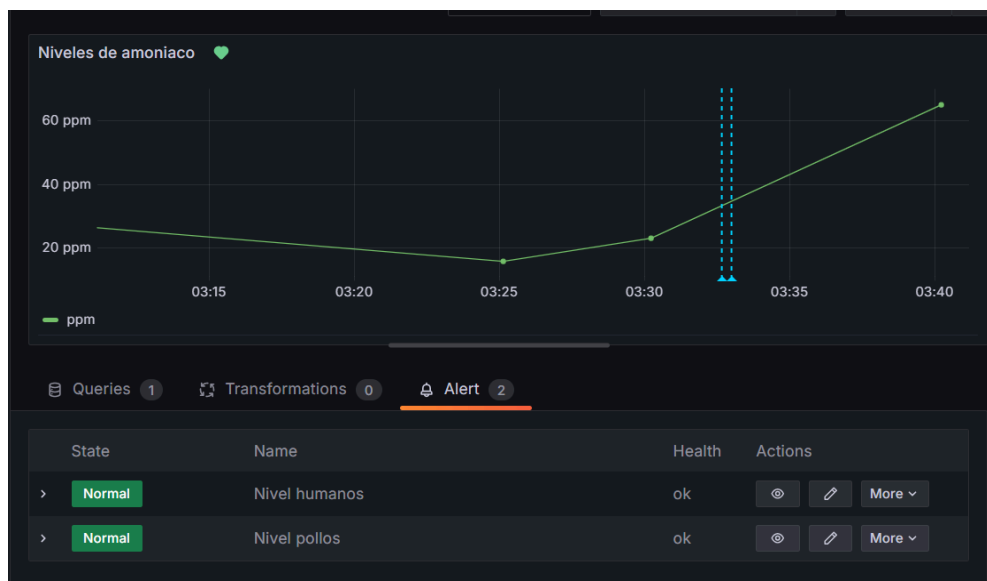 Niveles de amoniaco
60 ppm
40 ppm
20 ppm
03:15 03:20 03:25 03:30 03:35 03:40
ppm
Queries 1 Transformations 0 Alert 2
State Name Health Actions
Normal Nivel humanos ok More
Normal Nivel pollos ok More